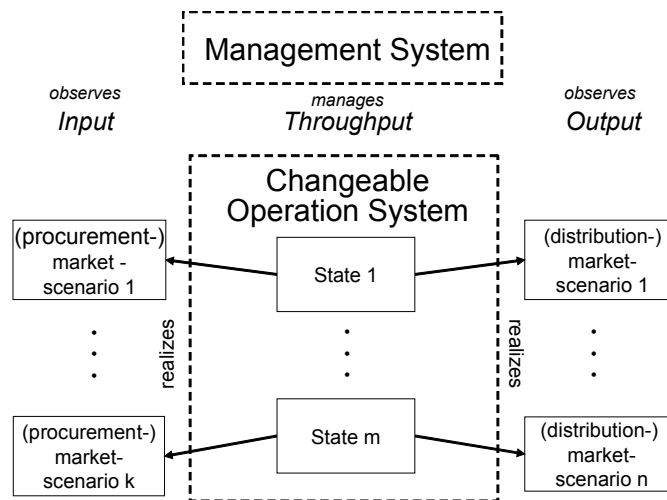 Management System
observes
Input
manages
Throughput
observes
Output
Changeable
Operation System
(procurement-)
market -
scenario 1
State 1
(distribution-)
market-
scenario 1
realizes
realizes
(procurement-)
market-
scenario k
State m
(distribution-)
market-
scenario n